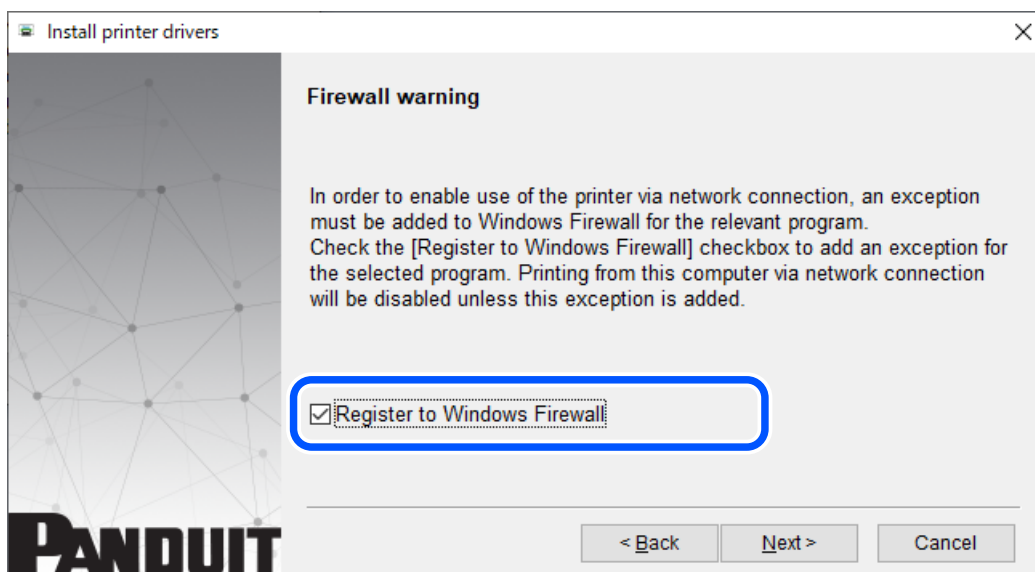 Install printer drivers
Firewall warning
In order to enable use of the printer via network connection, an exception
must be added to Windows Firewall for the relevant program.
Check the [Register to Windows Firewall] checkbox to add an exception for
the selected program. Printing from this computer via network connection
will be disabled unless this exception is added.
Register to Windows Firewall
PANDUIT
< Back
Next >
Cancel